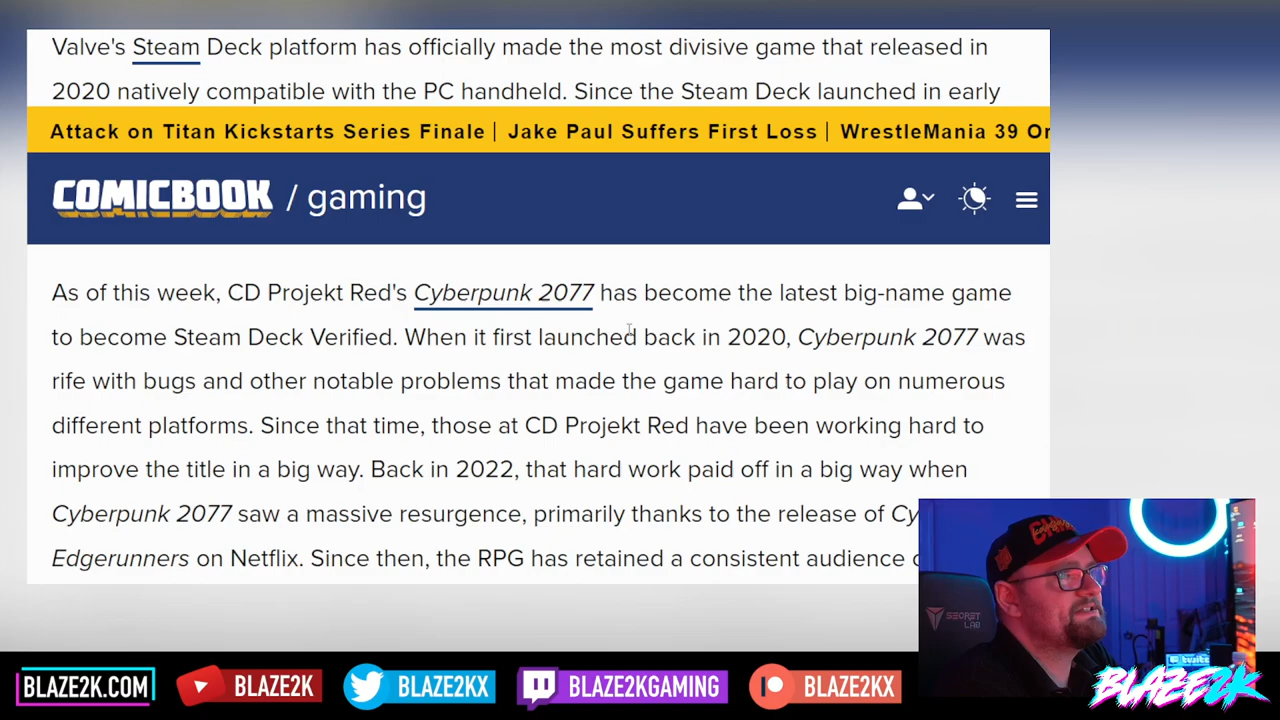 Valve's Steam Deck platform has officially made the most divisive game that released in
2020 natively compatible with the PC handheld. Since the Steam Deck launched in early
Attack on Titan Kickstarts Series Finale | Jake Paul Suffers First Loss | WrestleMania 39 Or
COMICBOOK / gaming
As of this week, CD Projekt Red's Cyberpunk 2077 has become the latest big-name game
to become Steam Deck Verified. When it first launched back in 2020, Cyberpunk 2077 was
rife with bugs and other notable problems that made the game hard to play on numerous
different platforms. Since that time, those at CD Projekt Red have been working hard to
improve the title in a big way. Back in 2022, that hard work paid off in a big way when
Cyberpunk 2077 saw a massive resurgence, primarily thanks to the release of Cy
Edgerunners on Netflix. Since then, the RPG has retained a consistent audience
SECRET LAB
BLAZE2K.COM
BLAZE2K
BLAZE2KX
BLAZE2KGAMING
BLAZE2KX
BLAZE2K